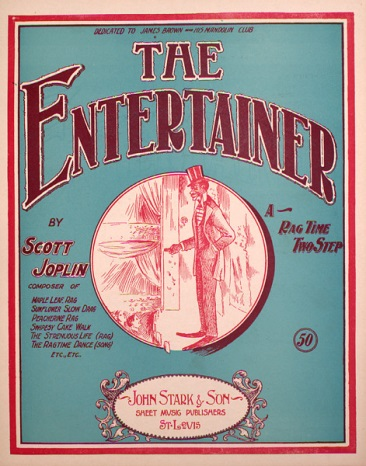 DEDICATED TO JAMES BROWN AND HIS MANDOLIN CLUB
THE
ENTERTAINER
BY
SCOTT
JOPLIN
COMPOSER OF
MAPLE LEAF RAG
SUNFLOWER SLOW DRAG
PEACHERINE RAG
SWIPESY CAKE WALK
THE STRENUOUS LIFE (RAG)
THE RAGTIME DANCE (SONG)
ETC., ETC.
A
RAG TIME
TWO STEP
50
JOHN STARK & SON
SHEET MUSIC PUBLISHERS
ST. LOUIS